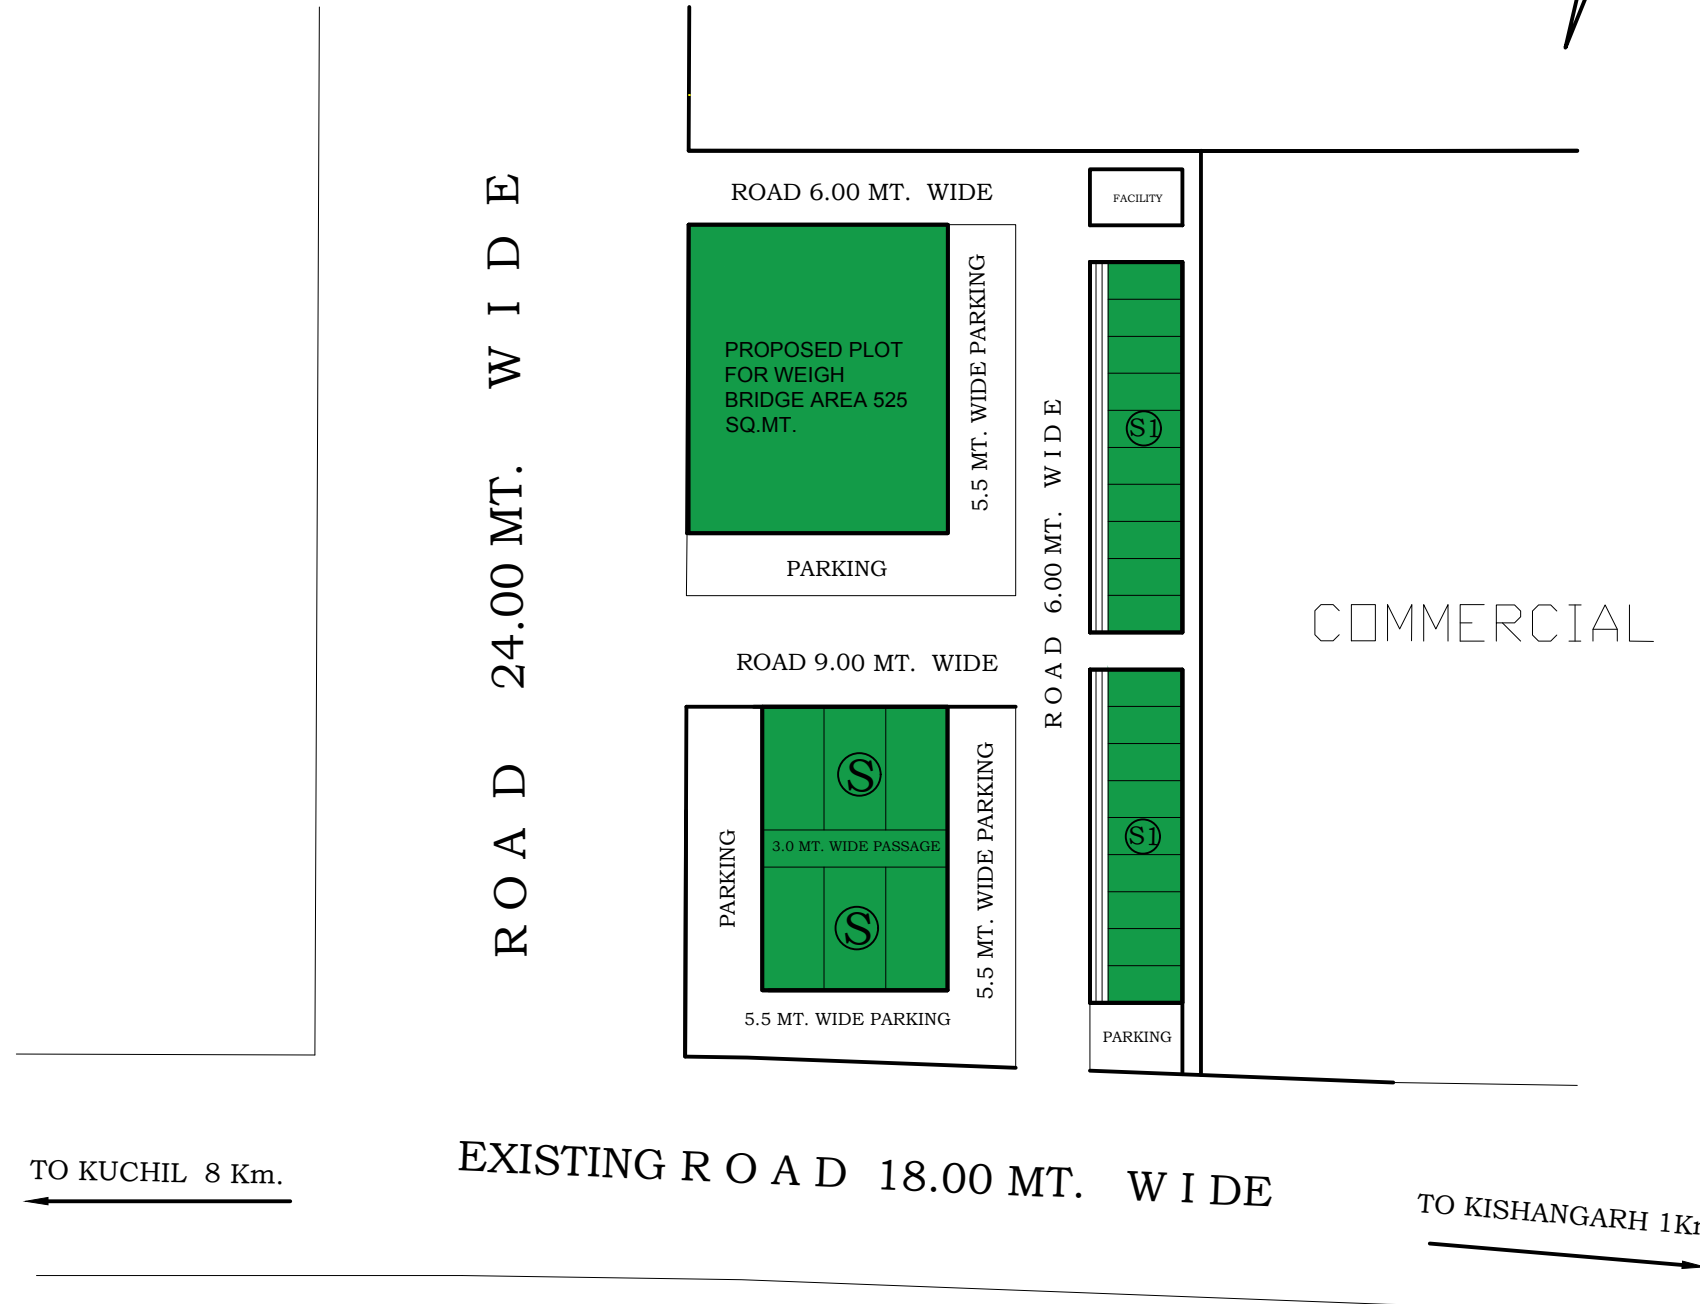 ROAD 6.00 MT. WIDE
FACILITY
ROAD 24.00 MT. WIDE
PROPOSED PLOT
FOR WEIGH
BRIDGE AREA 525
SQ.MT.
5.5 MT. WIDE PARKING
ROAD 6.00 MT. WIDE
S1
PARKING
COMMERCIAL
ROAD 9.00 MT. WIDE
S
3.0 MT. WIDE PASSAGE
S
PARKING
5.5 MT. WIDE PARKING
S1
5.5 MT. WIDE PARKING
PARKING
EXISTING ROAD 18.00 MT. WIDE
TO KUCHIL 8 Km.
TO KISHANGARH 1Kr